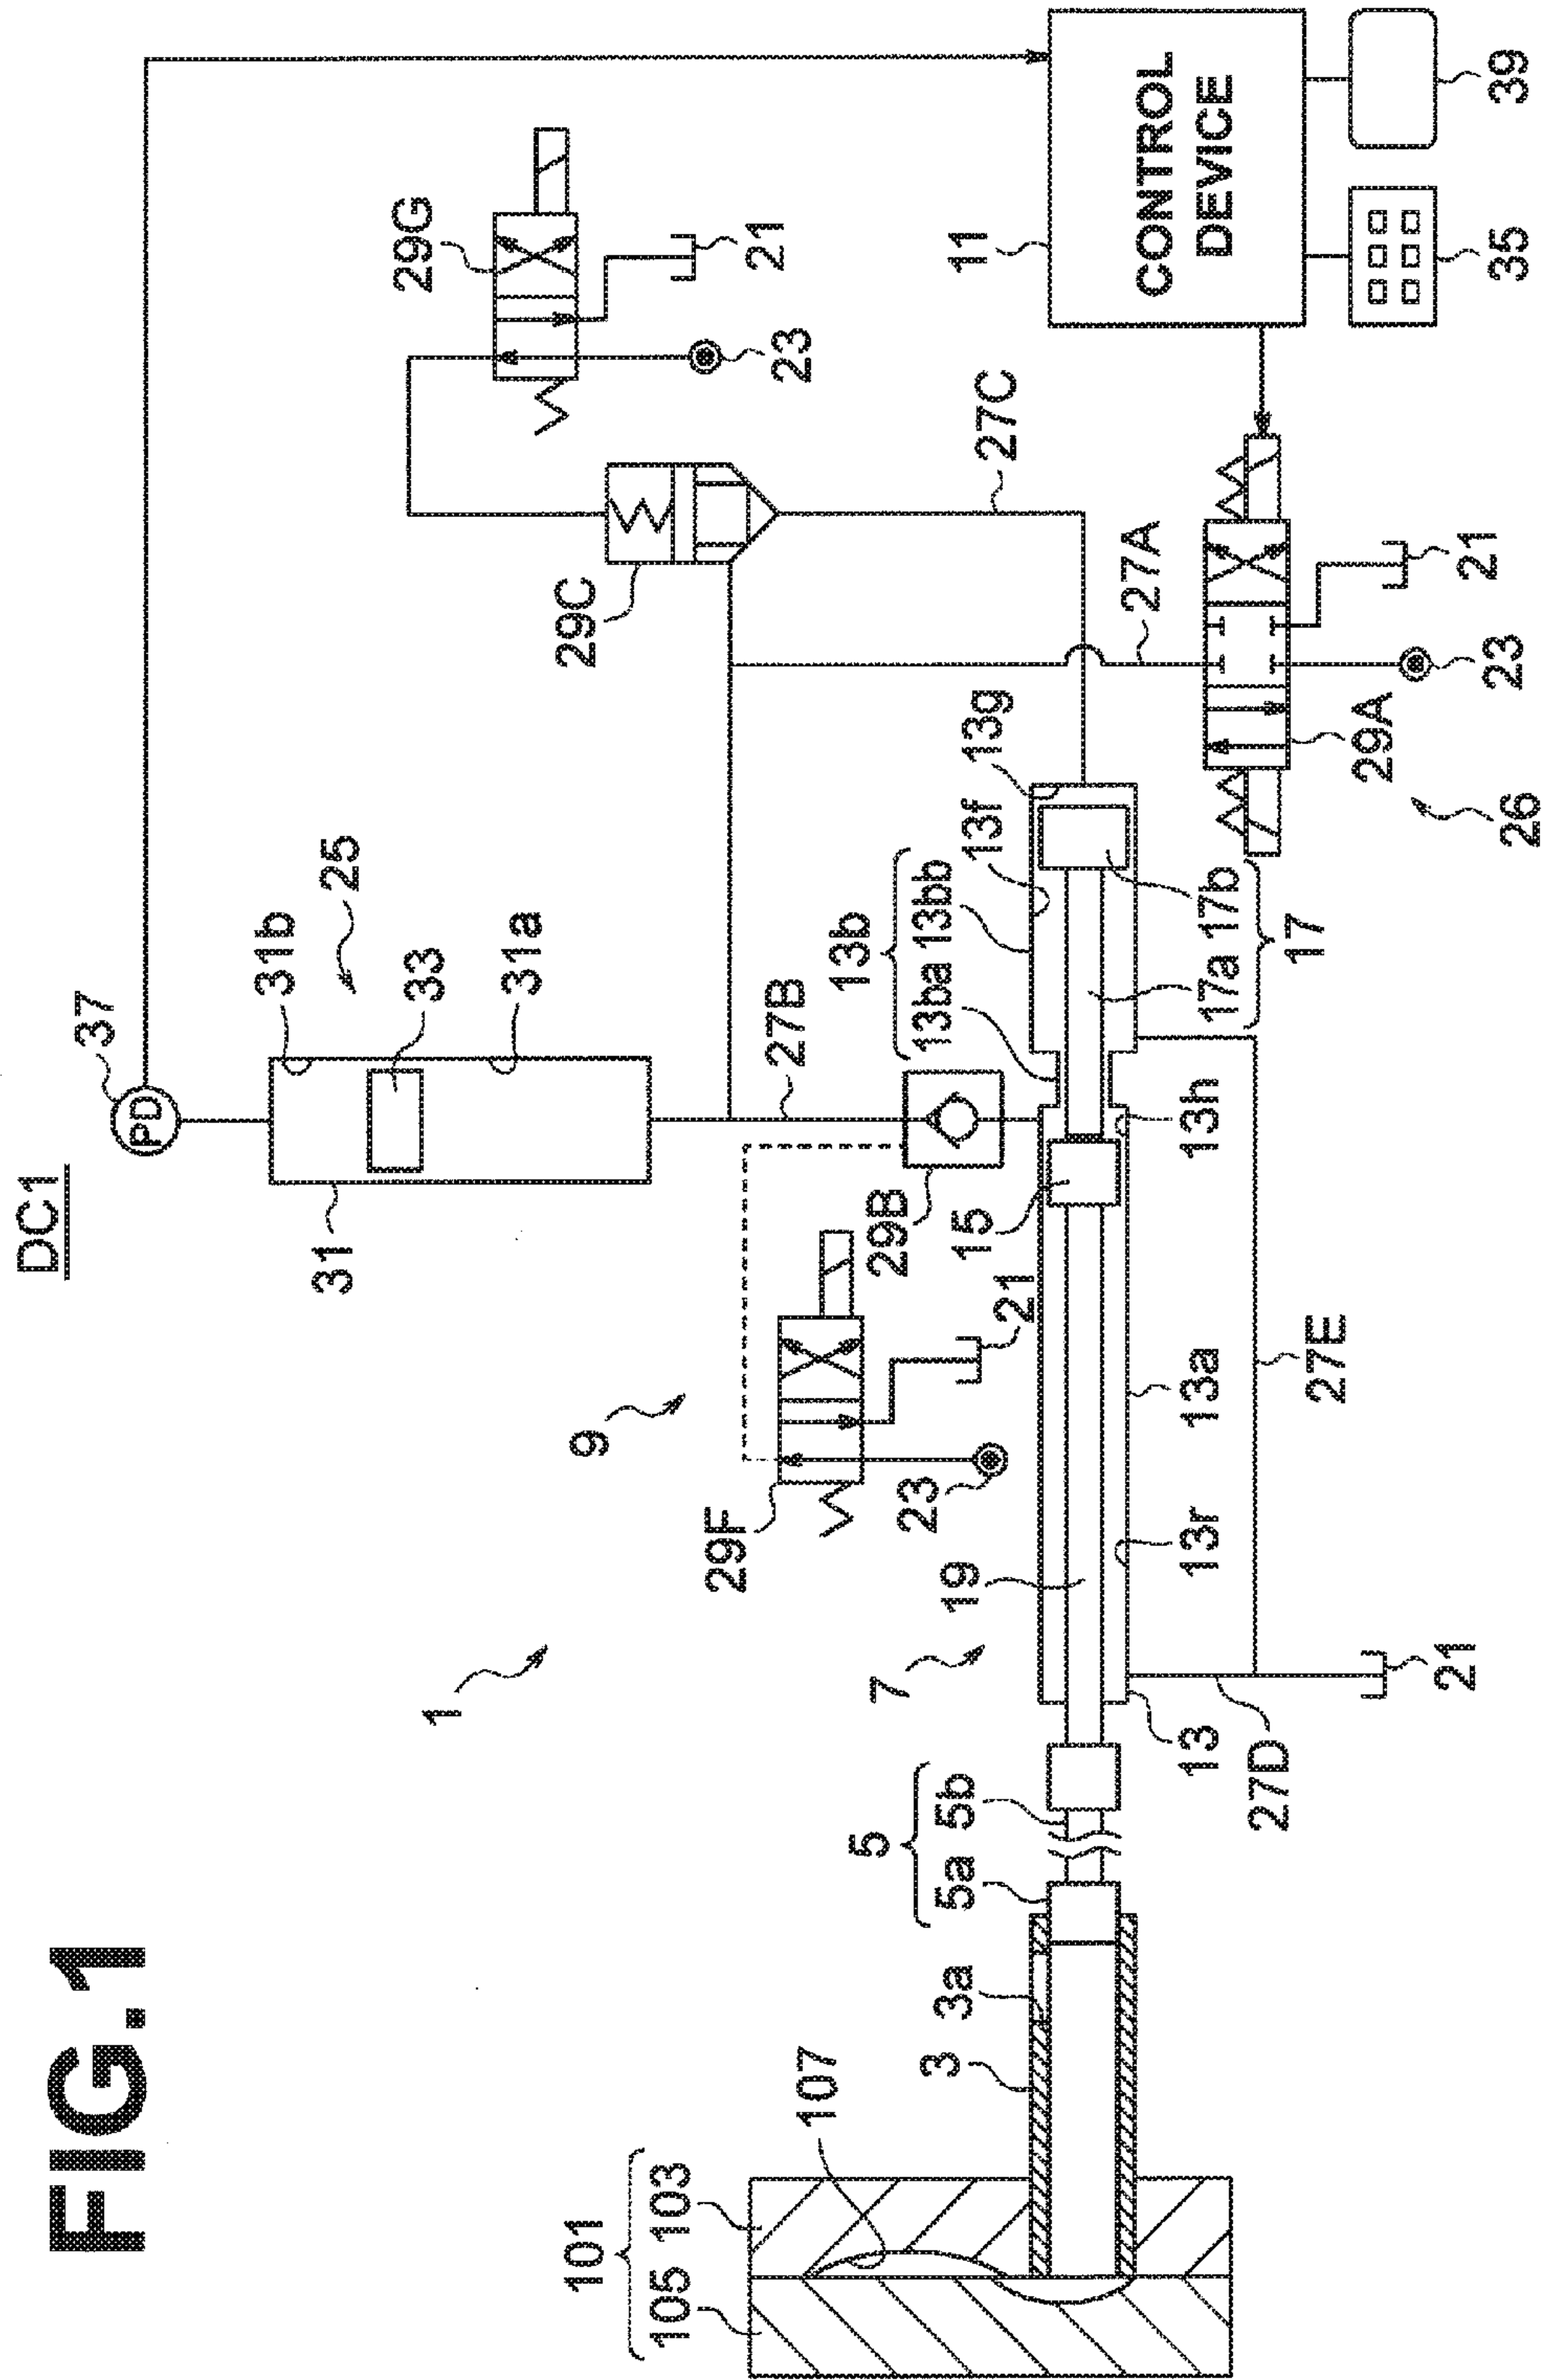 FIG.1
DC1
37
PD
31b
25
33
31a
31
29G
21
23
11
CONTROL
DEVICE
39
35
29C
27C
27A
21
23
29A
26
27B
13b
13ba
13bb
13f
13g
29B
15
13h
17a
17b
17
9
29F
21
23
1
7
19
13r
13a
27E
13
27D
21
5
5a
5b
3a
3
107
101
105
103